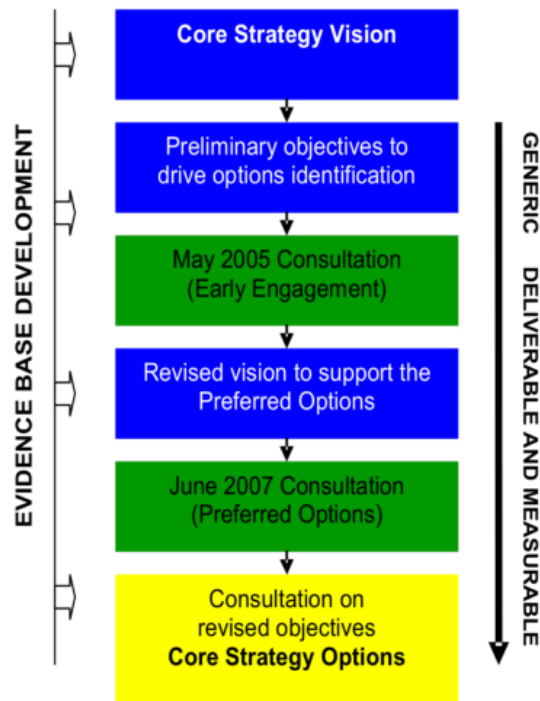 EVIDENCE BASE DEVELOPMENT
Core Strategy Vision
Preliminary objectives to
drive options identification
May 2005 Consultation
(Early Engagement)
Revised vision to support the
Preferred Options
June 2007 Consultation
(Preferred Options)
Consultation on
revised objectives
Core Strategy Options
GENERIC DELIVERABLE AND MEASURABLE